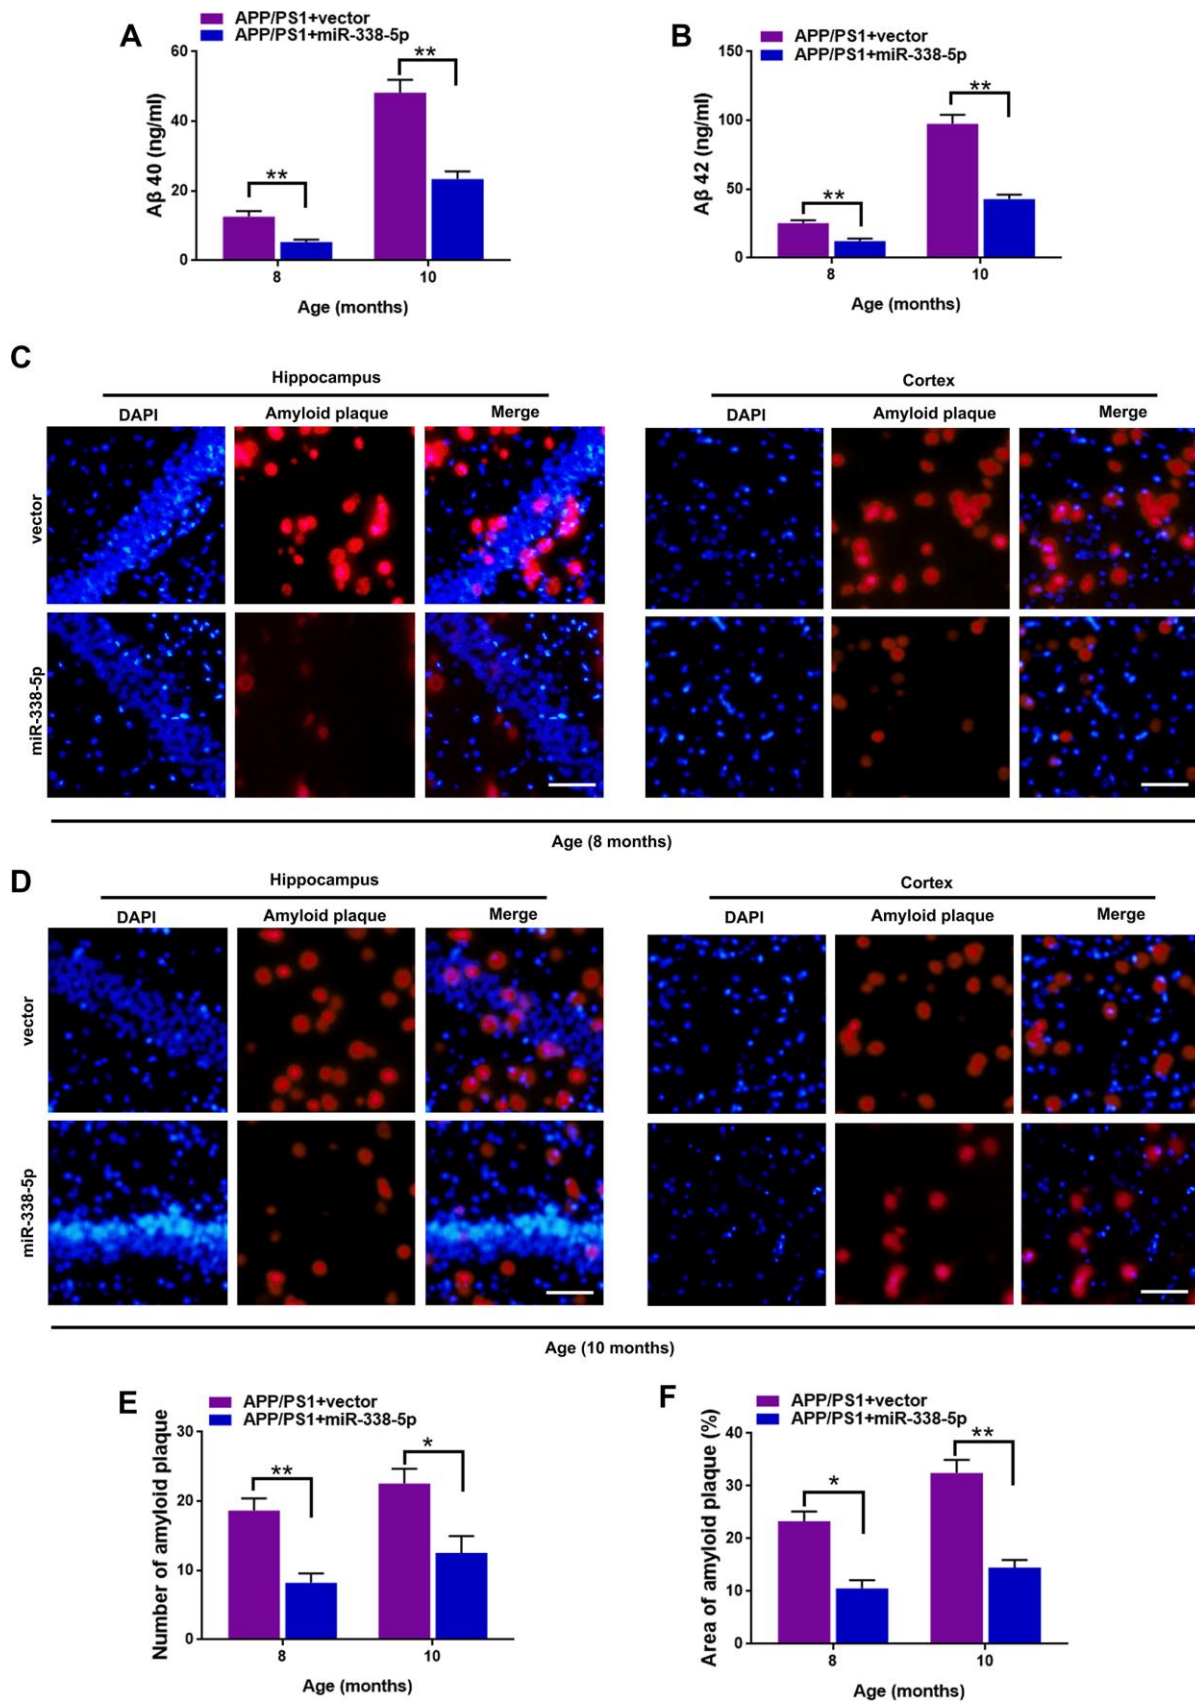 A
APP/PS1+vector
APP/PS1+miR-338-5p
60
40
20
0
Aβ 40 (ng/ml)
**
**
8
10
Age (months)
B
APP/PS1+vector
APP/PS1+miR-338-5p
150
100
50
0
Aβ 42 (ng/ml)
**
**
8
10
Age (months)
C
Hippocampus
Cortex
DAPI
Amyloid plaque
Merge
DAPI
Amyloid plaque
Merge
vector
miR-338-5p
Age (8 months)
D
Hippocampus
Cortex
DAPI
Amyloid plaque
Merge
DAPI
Amyloid plaque
Merge
vector
miR-338-5p
Age (10 months)
E
APP/PS1+vector
APP/PS1+miR-338-5p
30
20
10
0
Number of amyloid plaque
**
*
8
10
Age (months)
F
APP/PS1+vector
APP/PS1+miR-338-5p
40
30
20
10
0
Area of amyloid plaque (%)
*
**
8
10
Age (months)